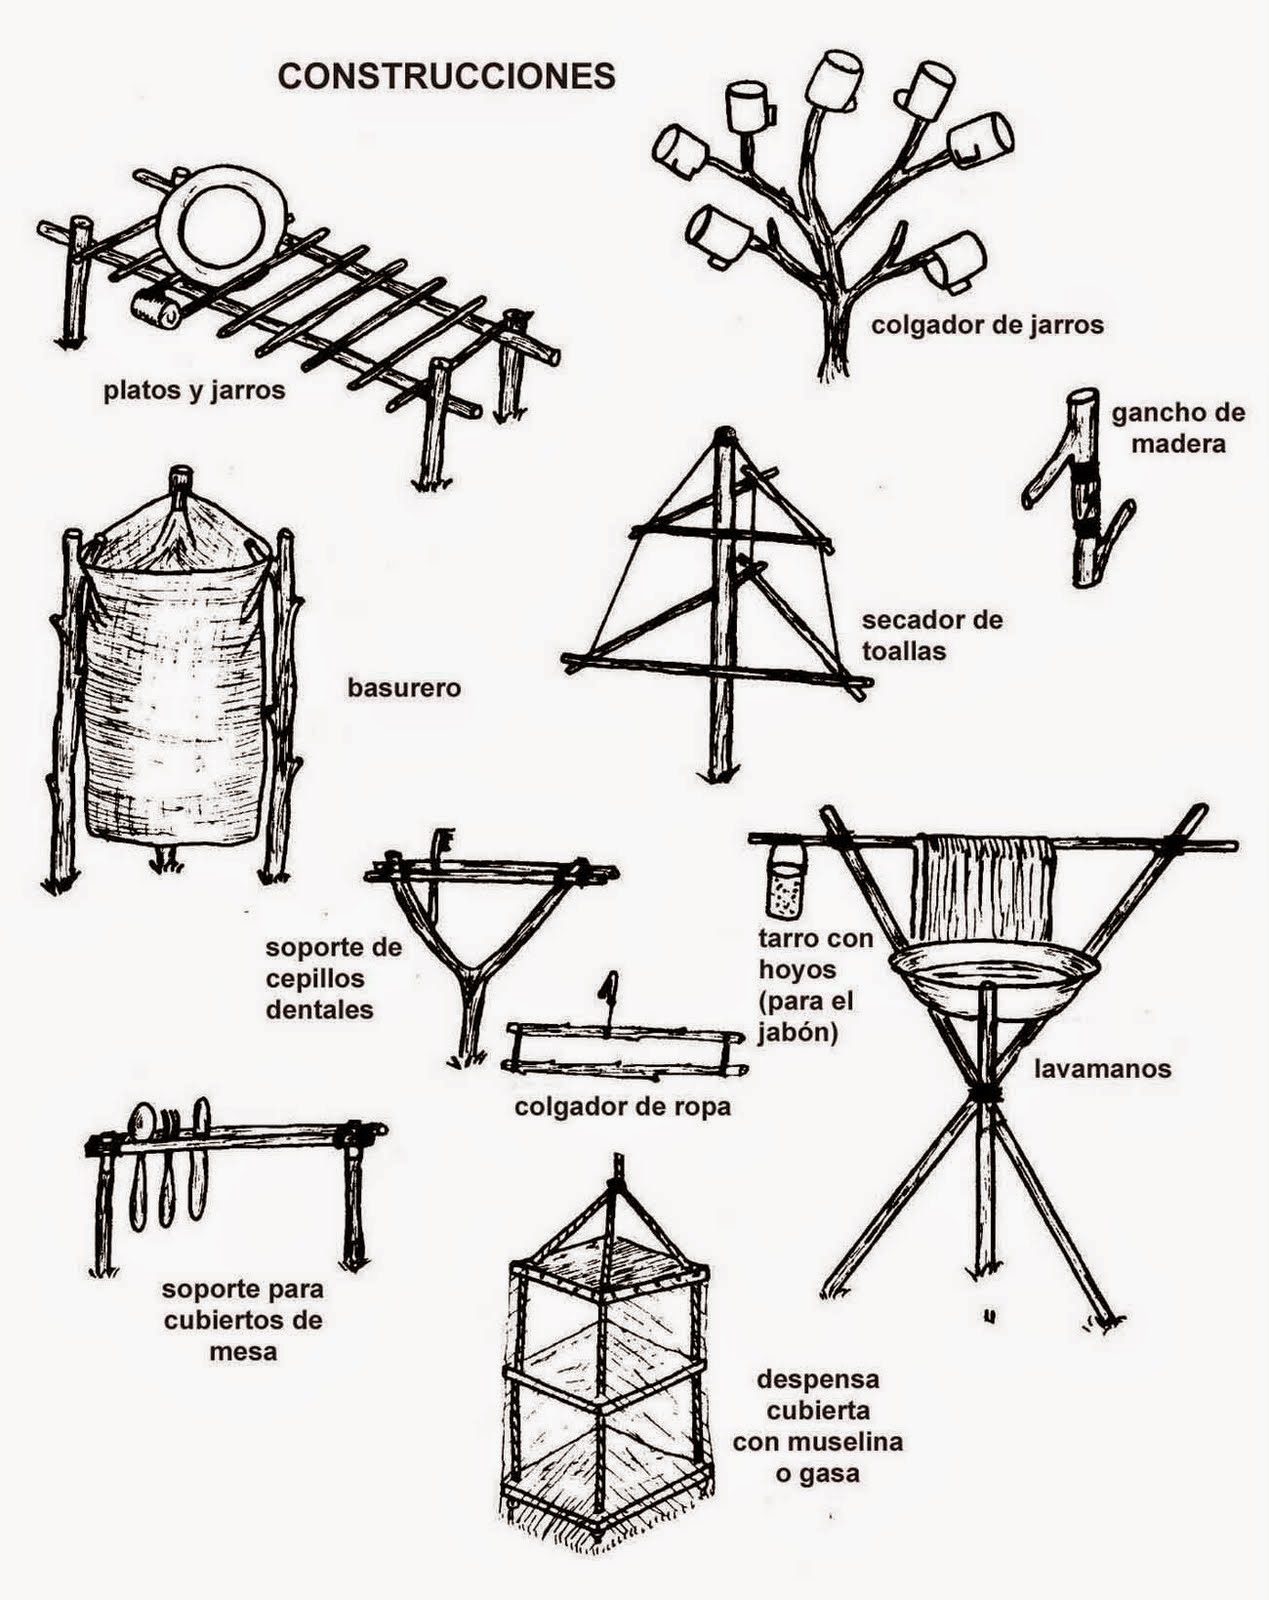 CONSTRUCCIONES
platos y jarros
colgador de jarros
gancho de
madera
basurero
secador de
toallas
soporte de
cepillos
dentales
tarro con
hoyos
(para el
jabón)
lavamanos
colgador de ropa
soporte para
cubiertos de
mesa
despensa
cubierta
con muselina
o gasa